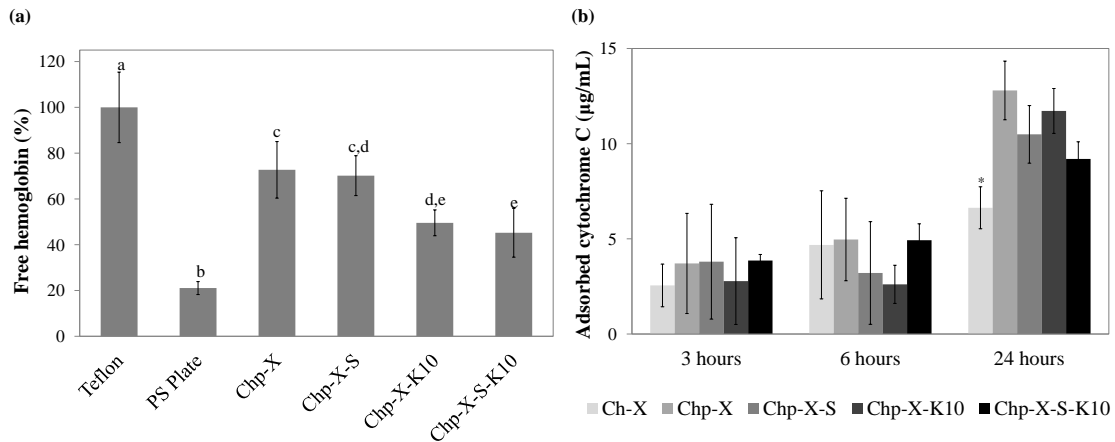 (a)
Free hemoglobin (%)
120
100
80
60
40
20
0
a
b
c
c,d
d,e
e
Teflon
PS Plate
Chp-X
Chp-X-S
Chp-X-K10
Chp-X-S-K10
(b)
Adsorbed cytochrome C (µg/mL)
15
10
5
0
*
3 hours 6 hours 24 hours
Ch-X Chp-X Chp-X-S Chp-X-K10 Chp-X-S-K10